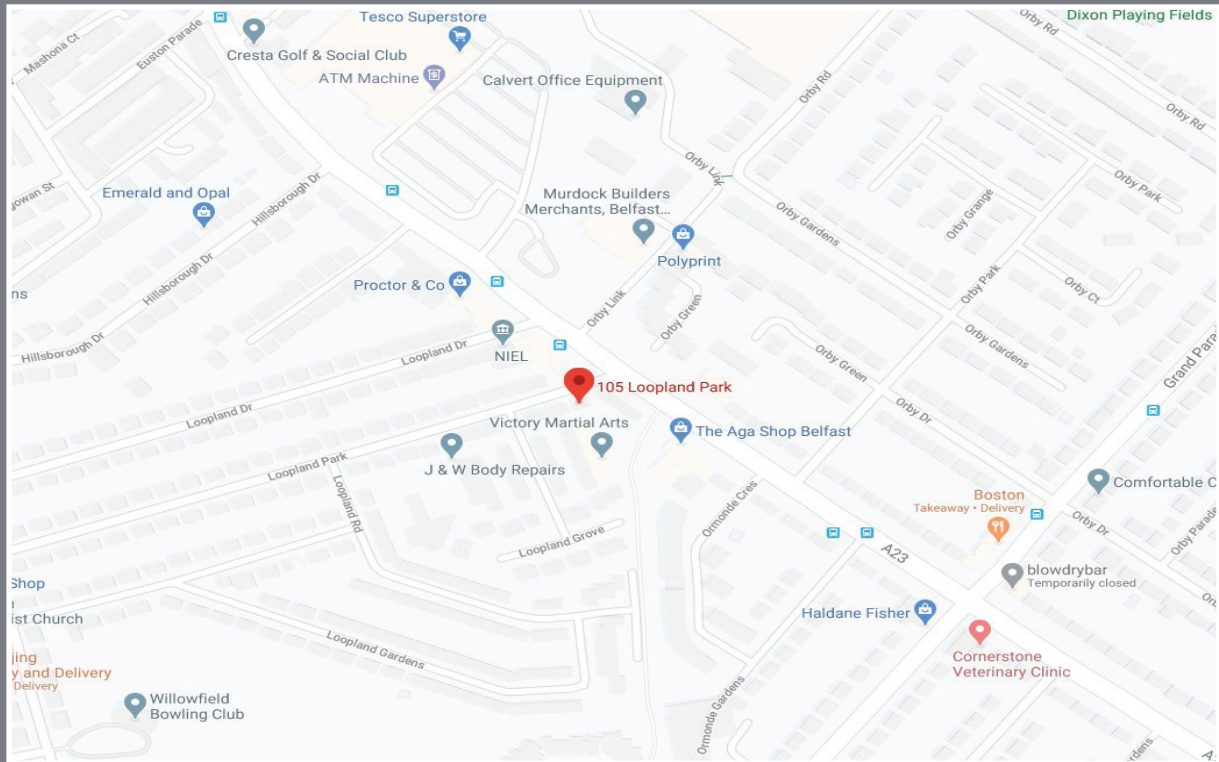 Tesco Superstore
Dixon Playing Fields
Orby Rd
Mashona Ct
Euston Parade
Cresta Golf & Social Club
ATM Machine
Calvert Office Equipment
Orby Rd
Orby Rd
Orby Link
Orby Park
Emerald and Opal
Hillsborough Dr
Murdock Builders
Merchants, Belfast...
Orby Gardens
Orby Grange
Polyprint
Hillsborough Dr
Proctor & Co
Orby Park
Orby Ct
ns
Orby Link
Orby Green
Hillsborough Dr
Loopland Dr
NIEL
Orby Gardens
Orby Green
Grand Para
105 Loopland Park
Loopland Dr
Orby Dr
Victory Martial Arts
The Aga Shop Belfast
Loopland Park
J & W Body Repairs
Comfortable C
Ormonde Cres
Boston
Takeaway • Delivery
Loopland Rd
Orby Dr
Orby Parade
Loopland Grove
A23
Shop
blowdrybar
Temporarily closed
ist Church
Haldane Fisher
Loopland Gardens
jing
y and Delivery
Delivery
Cornerstone
Veterinary Clinic
Willowfield
Bowling Club
Ormonde Gardens